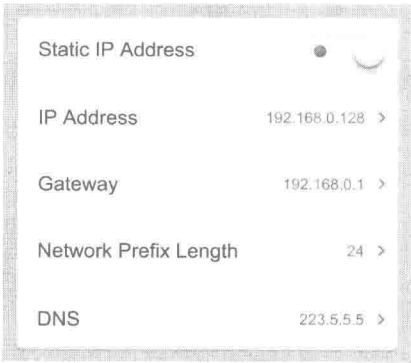 Static IP Address
IP Address 192.168.0.128 >
Gateway 192.168.0.1 >
Network Prefix Length 24 >
DNS 223.5.5.5 >